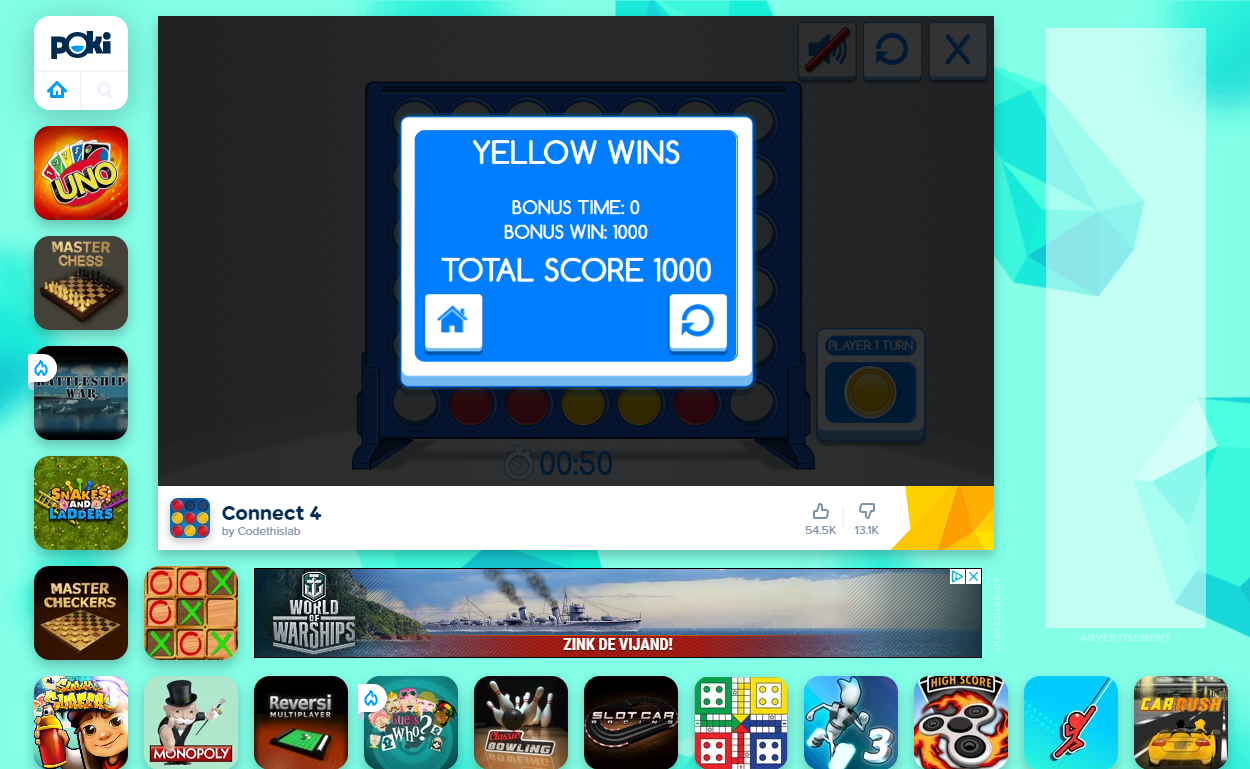 poki
UNO
MASTER
CHESS
BATTLESHIP
WAR
SNAKES
AND
LADDERS
MASTER
CHECKERS
YELLOW WINS
BONUS TIME: 0
BONUS WIN: 1000
TOTAL SCORE 1000
PLAYER 1 TURN
00:50
Connect 4
by Codethislab
54.5K
13.1K
WORLD
OF
WARSHIPS
ZINK DE VIJAND!
ADVERTISEMENT
ADVERTISEMENT
SUBWAY
SURFERS
MONOPOLY
Reversi
MULTIPLAYER
Guess
Who?
Classic
BOWLING
SLOT CAR
RACING
3
HIGH SCORE
CAR RUSH